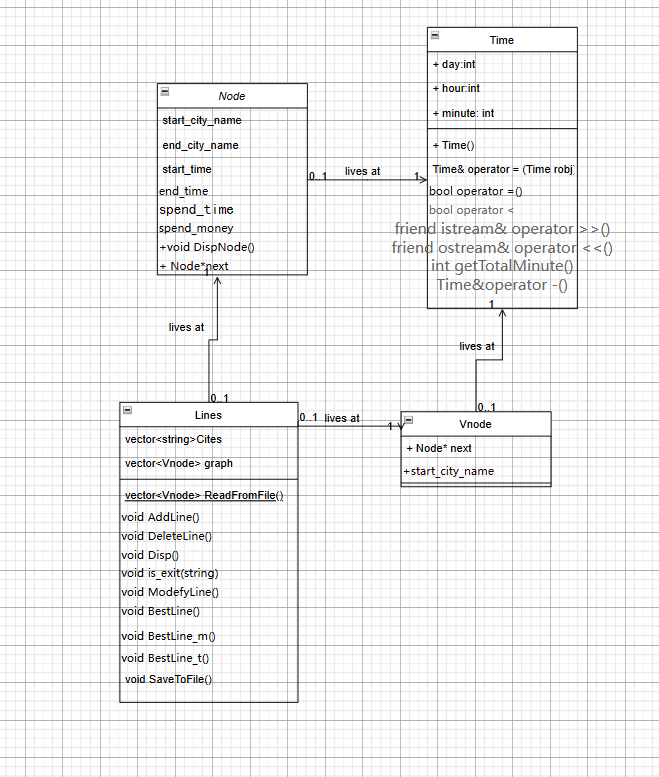 Time
+ day:int
+ hour:int
+ minute: int
+ Time()
Time& operator = (Time robj)
bool operator =()
bool operator <
friend istream& operator >>()
friend ostream& operator <<()
int getTotalMinute()
Time&operator -()
1
Node
start_city_name
end_city_name
start_time
end_time
spend_time
spend_money
+void DispNode()
+ Node*next
1
0..1
lives at
1
lives at
0..1
lives at
0..1
Lines
vector<string>Cites
vector<Vnode> graph
vector<Vnode> ReadFromFile()
void AddLine()
void DeleteLine()
void Disp()
void is_exit(string)
void ModefyLine()
void BestLine()
void BestLine_m()
void BestLine_t()
void SaveToFile()
0..1
lives at
1
Vnode
+ Node* next
+start_city_name